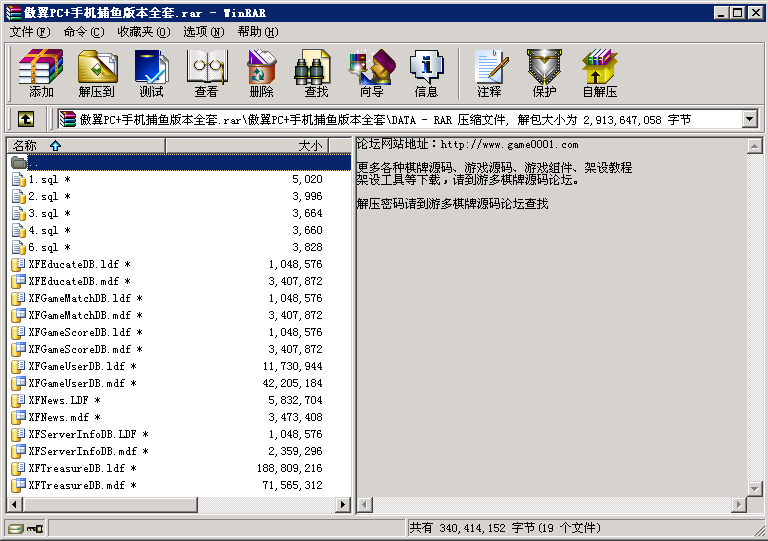 傲翼PC+手机捕鱼版本全套.rar - WinRAR
文件(F) 命令(C) 收藏夹(O) 选项(N) 帮助(H)
添加 解压到 测试 查看 删除 查找 向导 信息 注释 保护 自解压
傲翼PC+手机捕鱼版本全套.rar\傲翼PC+手机捕鱼版本全套\DATA - RAR 压缩文件, 解包大小为 2,913,647,058 字节
名称 大小
..
1.sql * 5,020
2.sql * 3,996
3.sql * 3,664
4.sql * 3,660
6.sql * 3,828
XFEducateDB.ldf * 1,048,576
XFEducateDB.mdf * 3,407,872
XFGameMatchDB.ldf * 1,048,576
XFGameMatchDB.mdf * 3,407,872
XFGameScoreDB.ldf * 1,048,576
XFGameScoreDB.mdf * 3,407,872
XFGameUserDB.ldf * 11,730,944
XFGameUserDB.mdf * 42,205,184
XFNews.LDF * 5,832,704
XFNews.mdf * 3,473,408
XFServerInfoDB.LDF * 1,048,576
XFServerInfoDB.mdf * 2,359,296
XFTreasureDB.ldf * 188,809,216
XFTreasureDB.mdf * 71,565,312
论坛网站地址：http://www.game0001.com
更多各种棋牌源码、游戏源码、游戏组件、架设教程
架设工具等下载，请到游多棋牌源码论坛。
解压密码请到游多棋牌源码论坛查找
共有 340,414,152 字节(19 个文件)